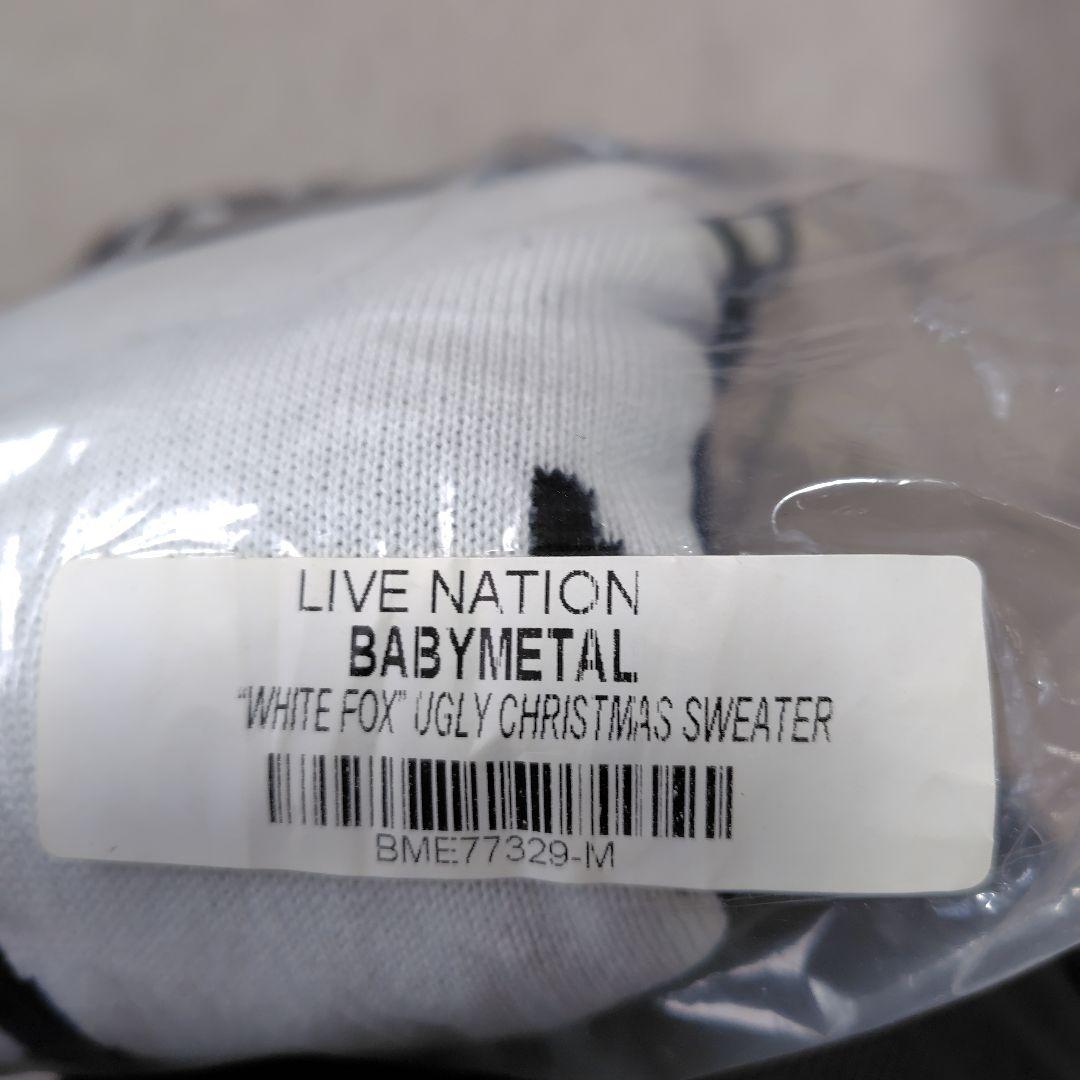 LIVE NATION
BABYMETAL
"WHITE FOX" UGLY CHRISTMAS SWEATER
BME77329-M